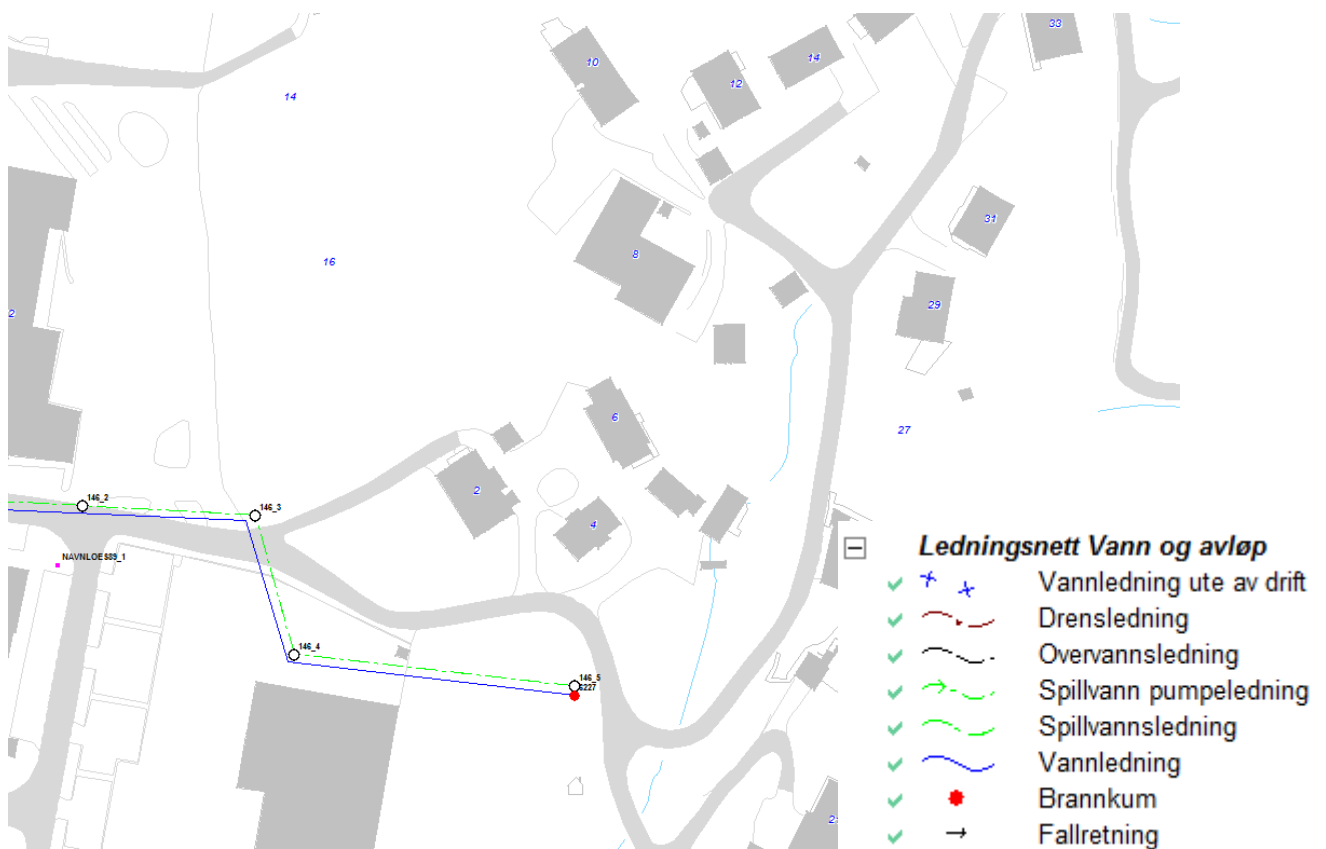 33
10
14
12
14
31
8
16
29
2
6
27
2
4
146_2
146_3
NAVNLOES89_1
146_4
146_5
6227
Ledningsnett Vann og avløp
Vannledning ute av drift
Drensledning
Overvannsledning
Spillvann pumpeledning
Spillvannsledning
Vannledning
Brannkum
Fallretning